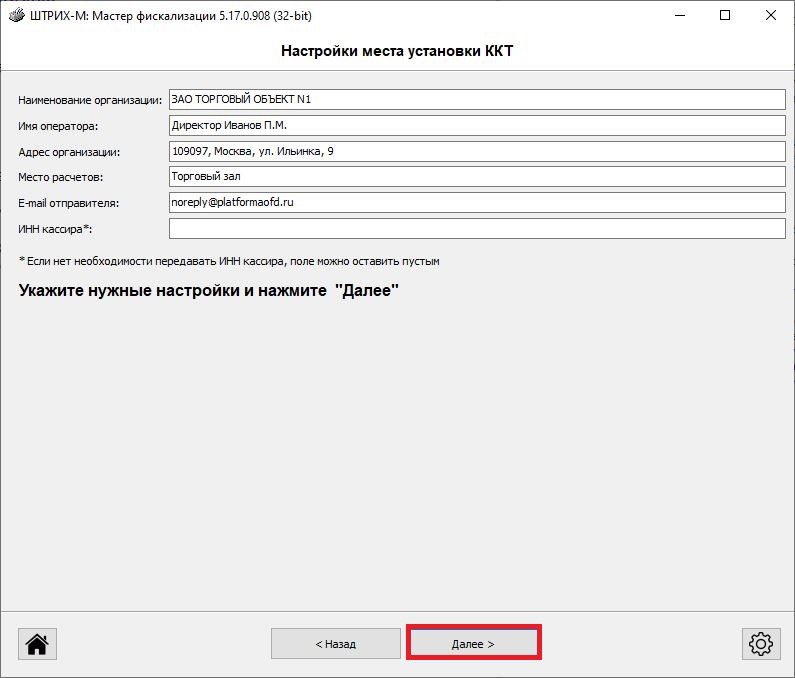 ШТРИХ-М: Мастер фискализации 5.17.0.908 (32-bit)
Настройки места установки ККТ
Наименование организации: ЗАО ТОРГОВЫЙ ОБЪЕКТ N1
Имя оператора: Директор Иванов П.М.
Адрес организации: 109097, Москва, ул. Ильинка, 9
Место расчетов: Торговый зал
E-mail отправителя: noreply@platformaofd.ru
ИНН кассира*:
* Если нет необходимости передавать ИНН кассира, поле можно оставить пустым
Укажите нужные настройки и нажмите "Далее"
< Назад Далее >